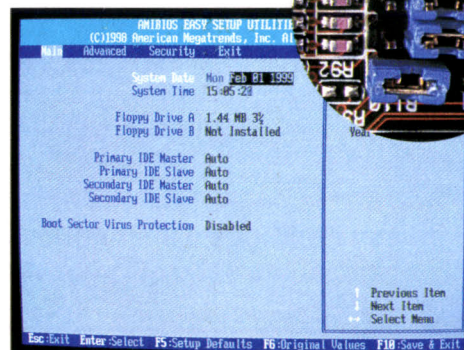 AMIBIOS EASY SETUP UTILITIE
(C)1998 American Megatrends, Inc. Al
Main Advanced Security Exit
System Date Mon Feb 01 1999
System Time 15:05:28
Floppy Drive A 1.44 MB 3½
Floppy Drive B Not Installed
Primary IDE Master Auto
Primary IDE Slave Auto
Secondary IDE Master Auto
Secondary IDE Slave Auto
Boot Sector Virus Protection Disabled
R92
Year
↑ Previous Item
↓ Next Item
↔ Select Menu
Esc:Exit Enter:Select F5:Setup Defaults F6:Original Values F10:Save & Exit